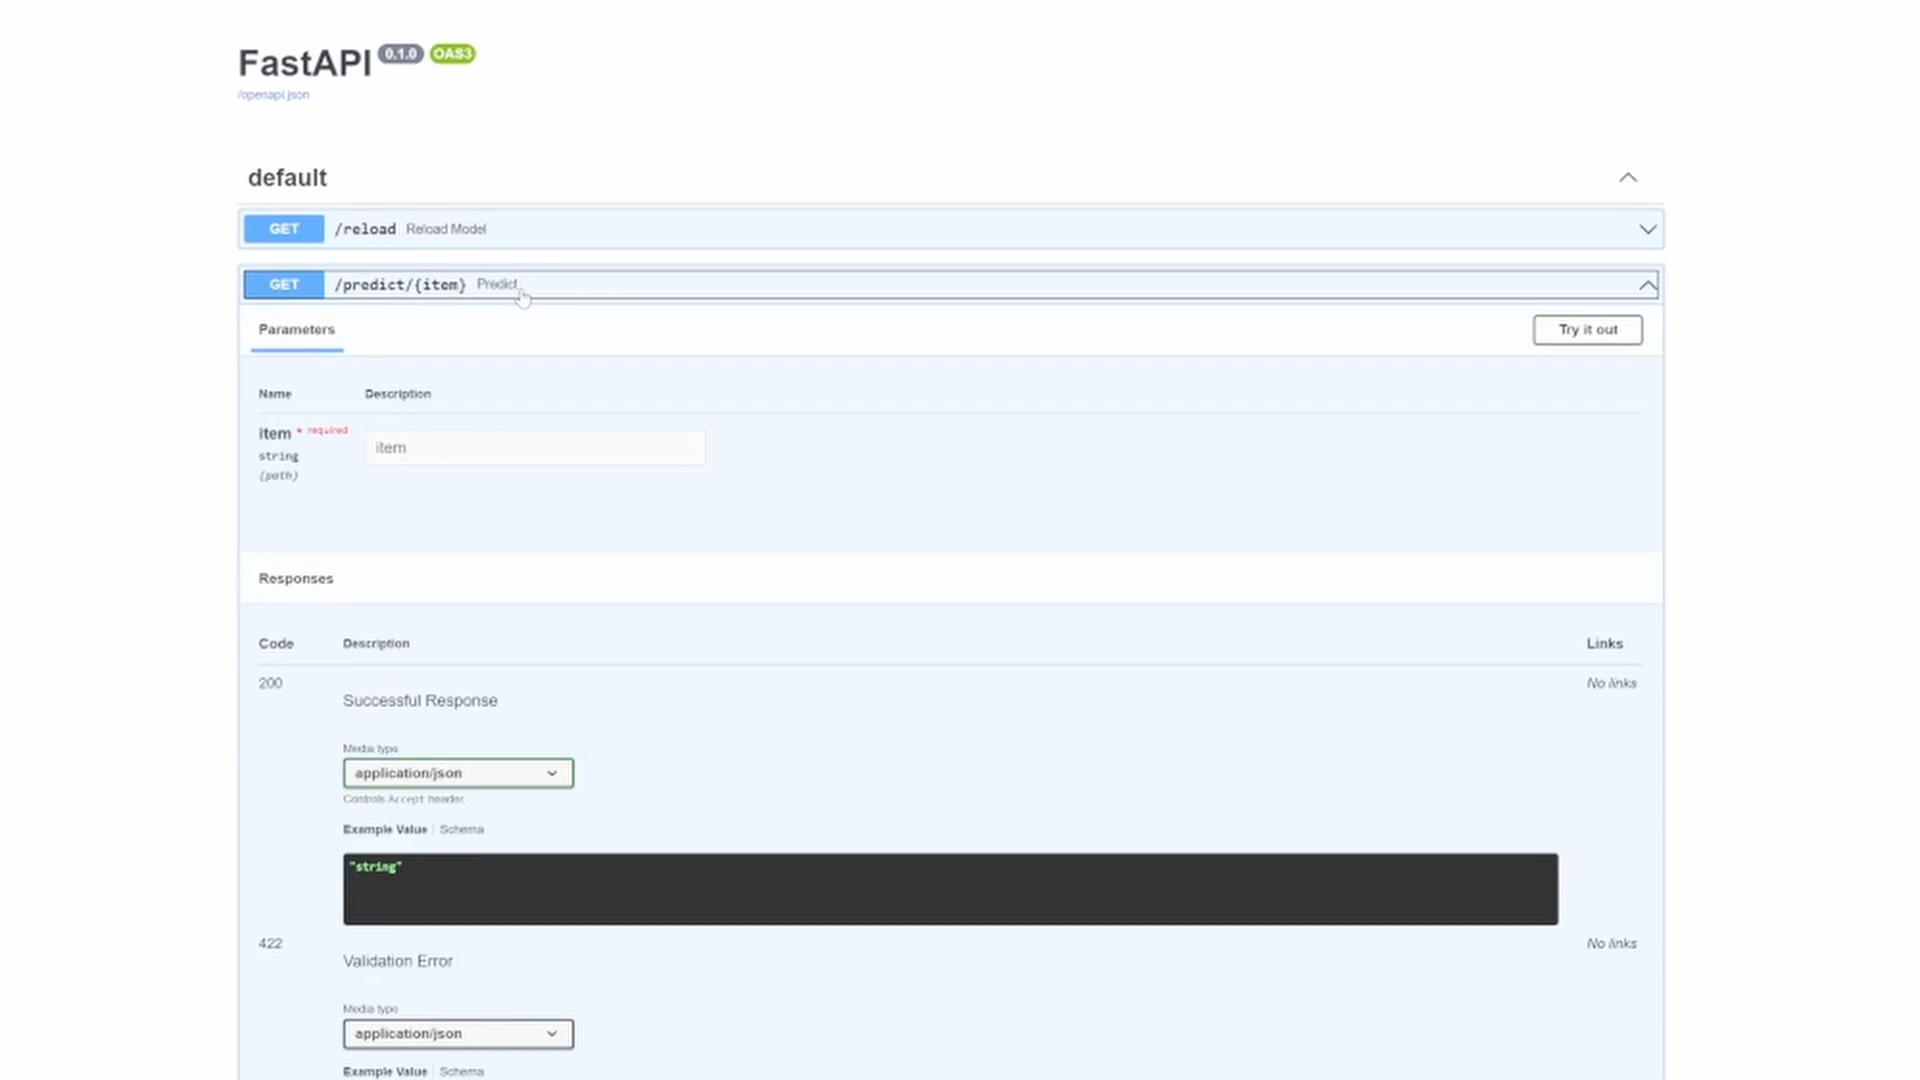 FastAPI 0.1.0 OAS3
/openapi.json
default
GET /reload Reload Model
GET /predict/{item} Predict
Parameters
Try it out
Name Description
item * required
string
(path)
item
Responses
Code Description Links
200 No links
Successful Response
Media type
application/json
Controls Accept header
Example Value Schema
"string"
422 No links
Validation Error
Media type
application/json
Example Value Schema